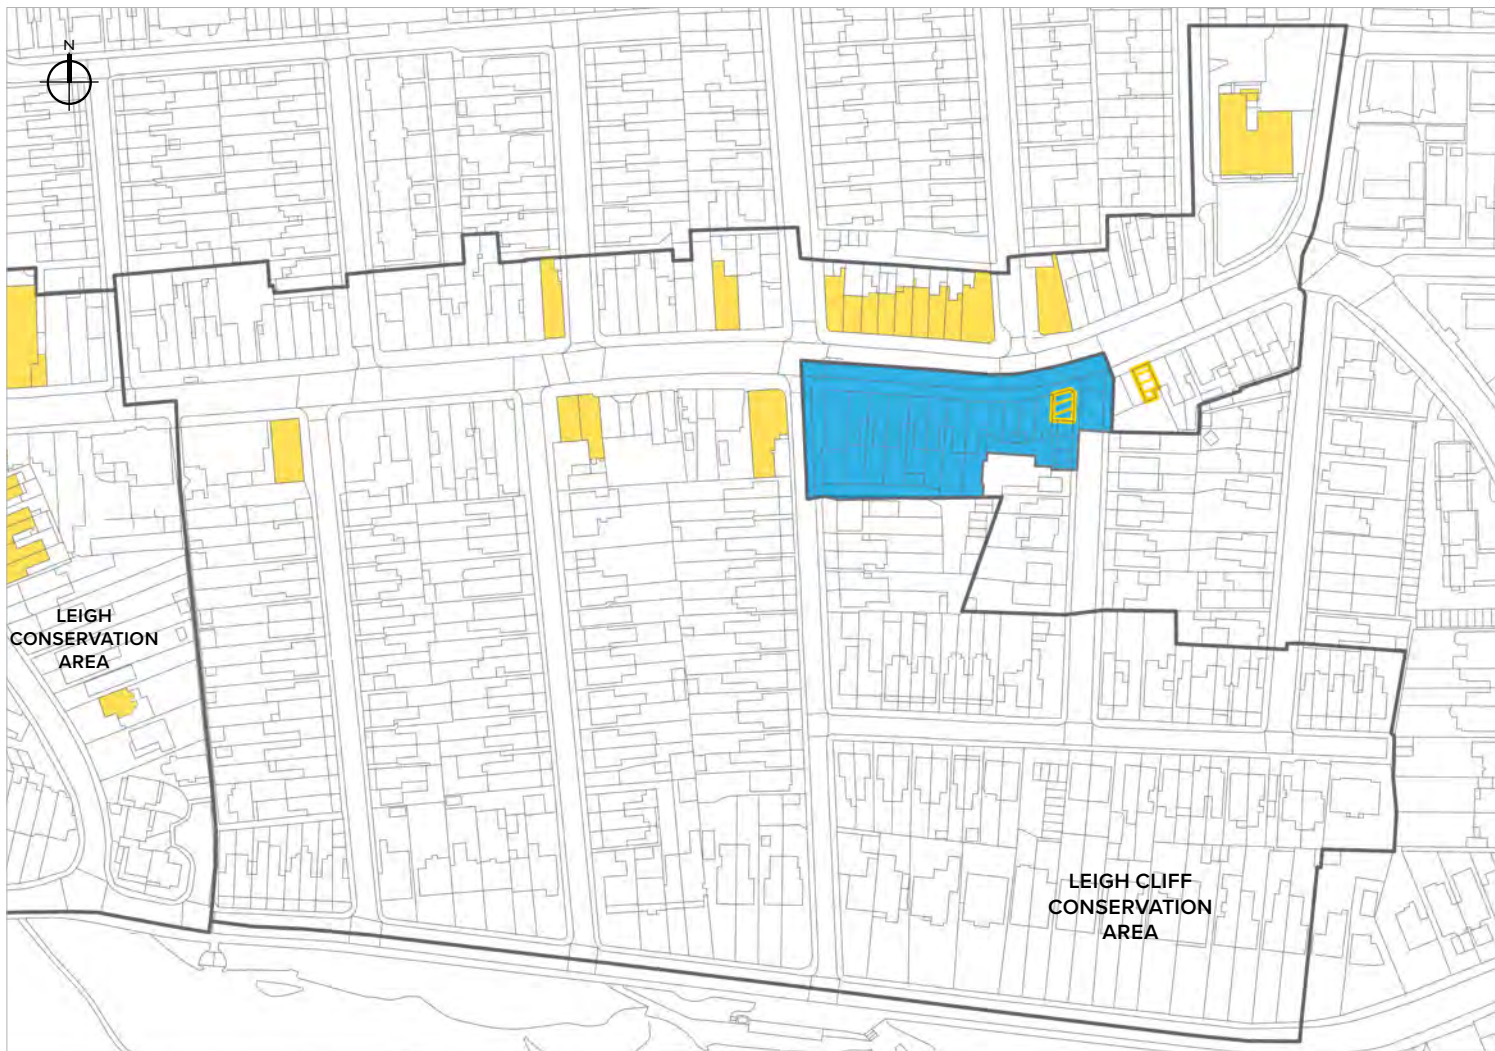 N
LEIGH
CONSERVATION
AREA
LEIGH CLIFF
CONSERVATION
AREA